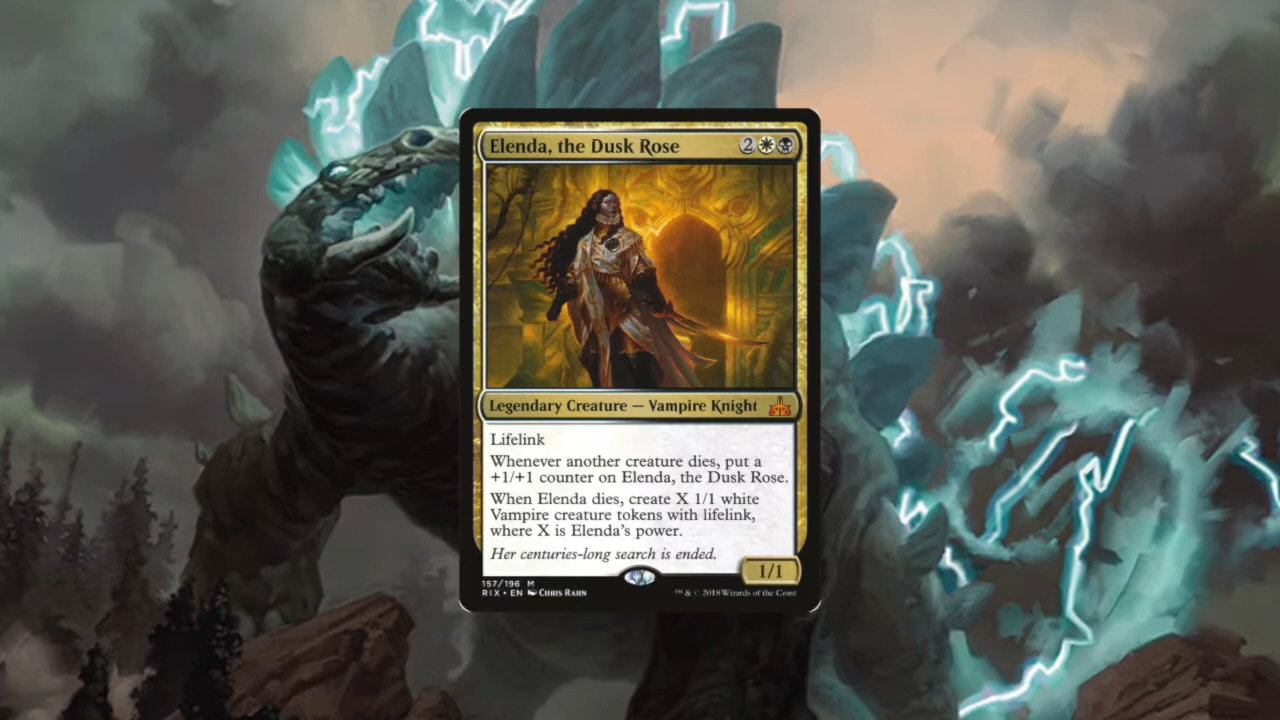 Elenda, the Dusk Rose 2
Legendary Creature — Vampire Knight
Lifelink
Whenever another creature dies, put a
+1/+1 counter on Elenda, the Dusk Rose.
When Elenda dies, create X 1/1 white
Vampire creature tokens with lifelink,
where X is Elenda's power.
Her centuries-long search is ended.
1/1
157/196 M
RIX • EN Chris Rahn
™ & © 2018 Wizards of the Coast